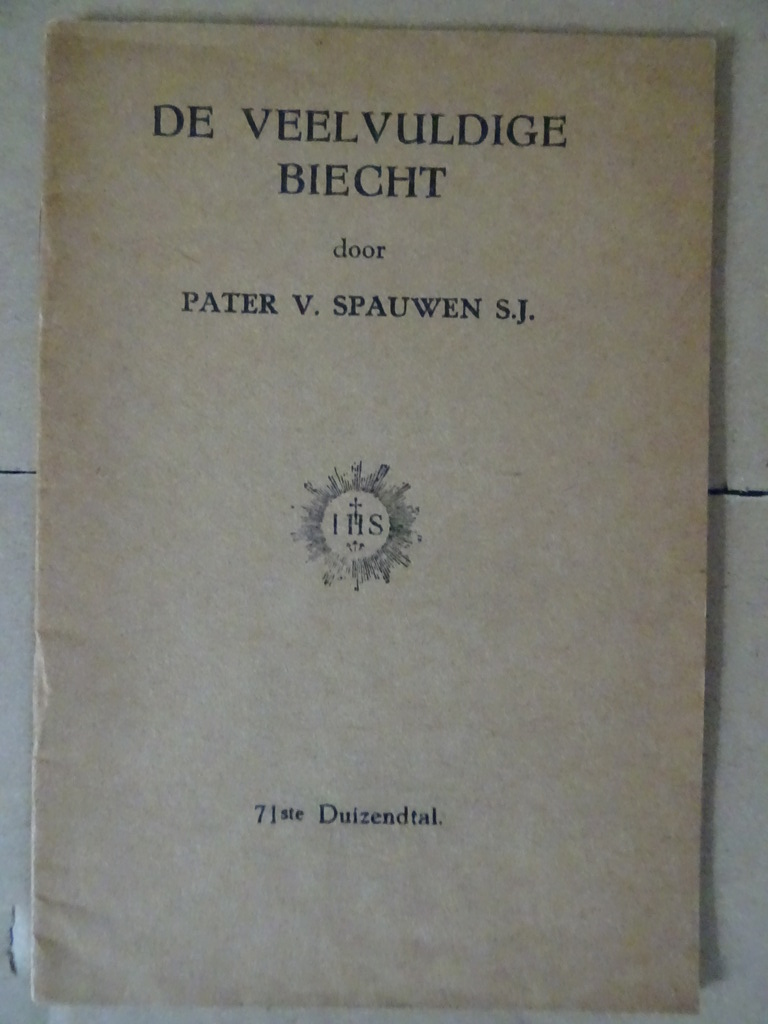 DE VEELVULDIGE
BIECHT
door
PATER V. SPAUWEN S.J.
IHS
71ste Duizendtal.